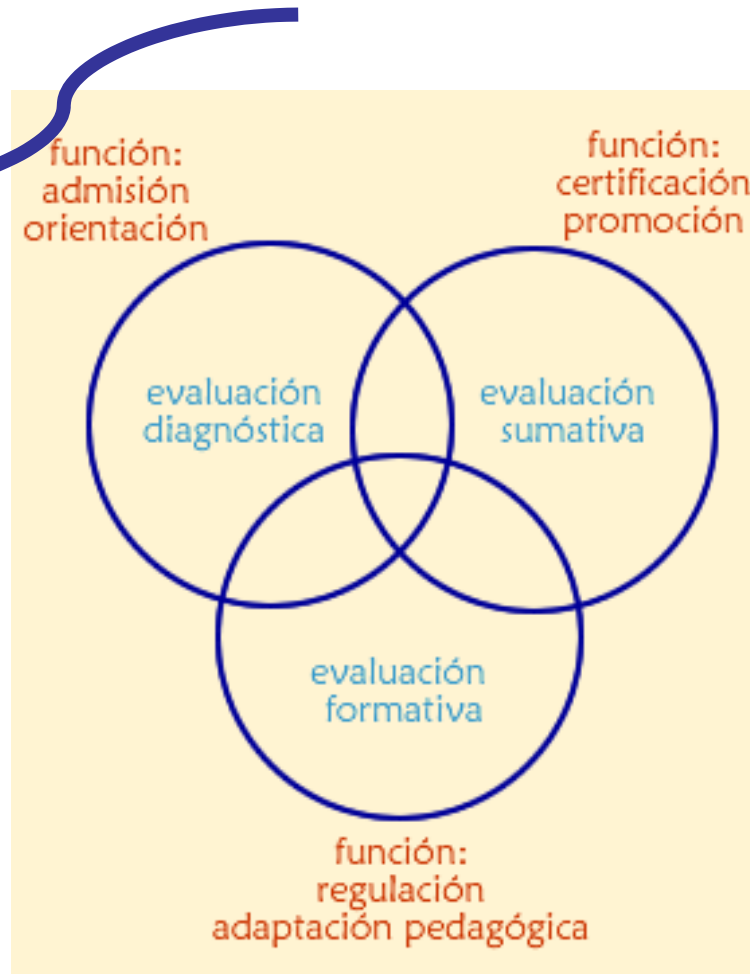 función:
admisión
orientación
función:
certificación
promoción
evaluación
diagnóstica
evaluación
sumativa
evaluación
formativa
función:
regulación
adaptación pedagógica